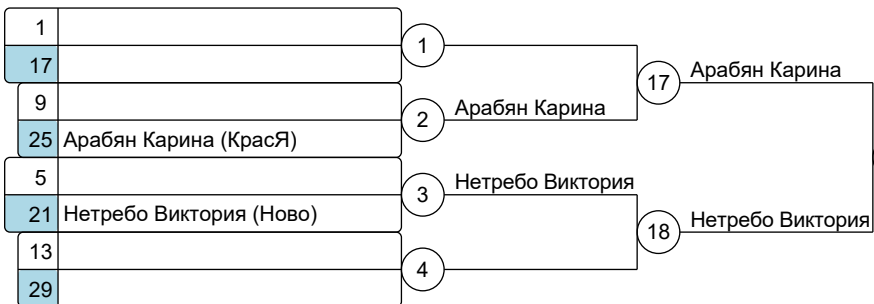 1
17
1
9
25 Арабян Карина (КрасЯ)
2 Арабян Карина
17 Арабян Карина
5
21 Нетребо Виктория (Ново)
3 Нетребо Виктория
13
29
4
18 Нетребо Виктория